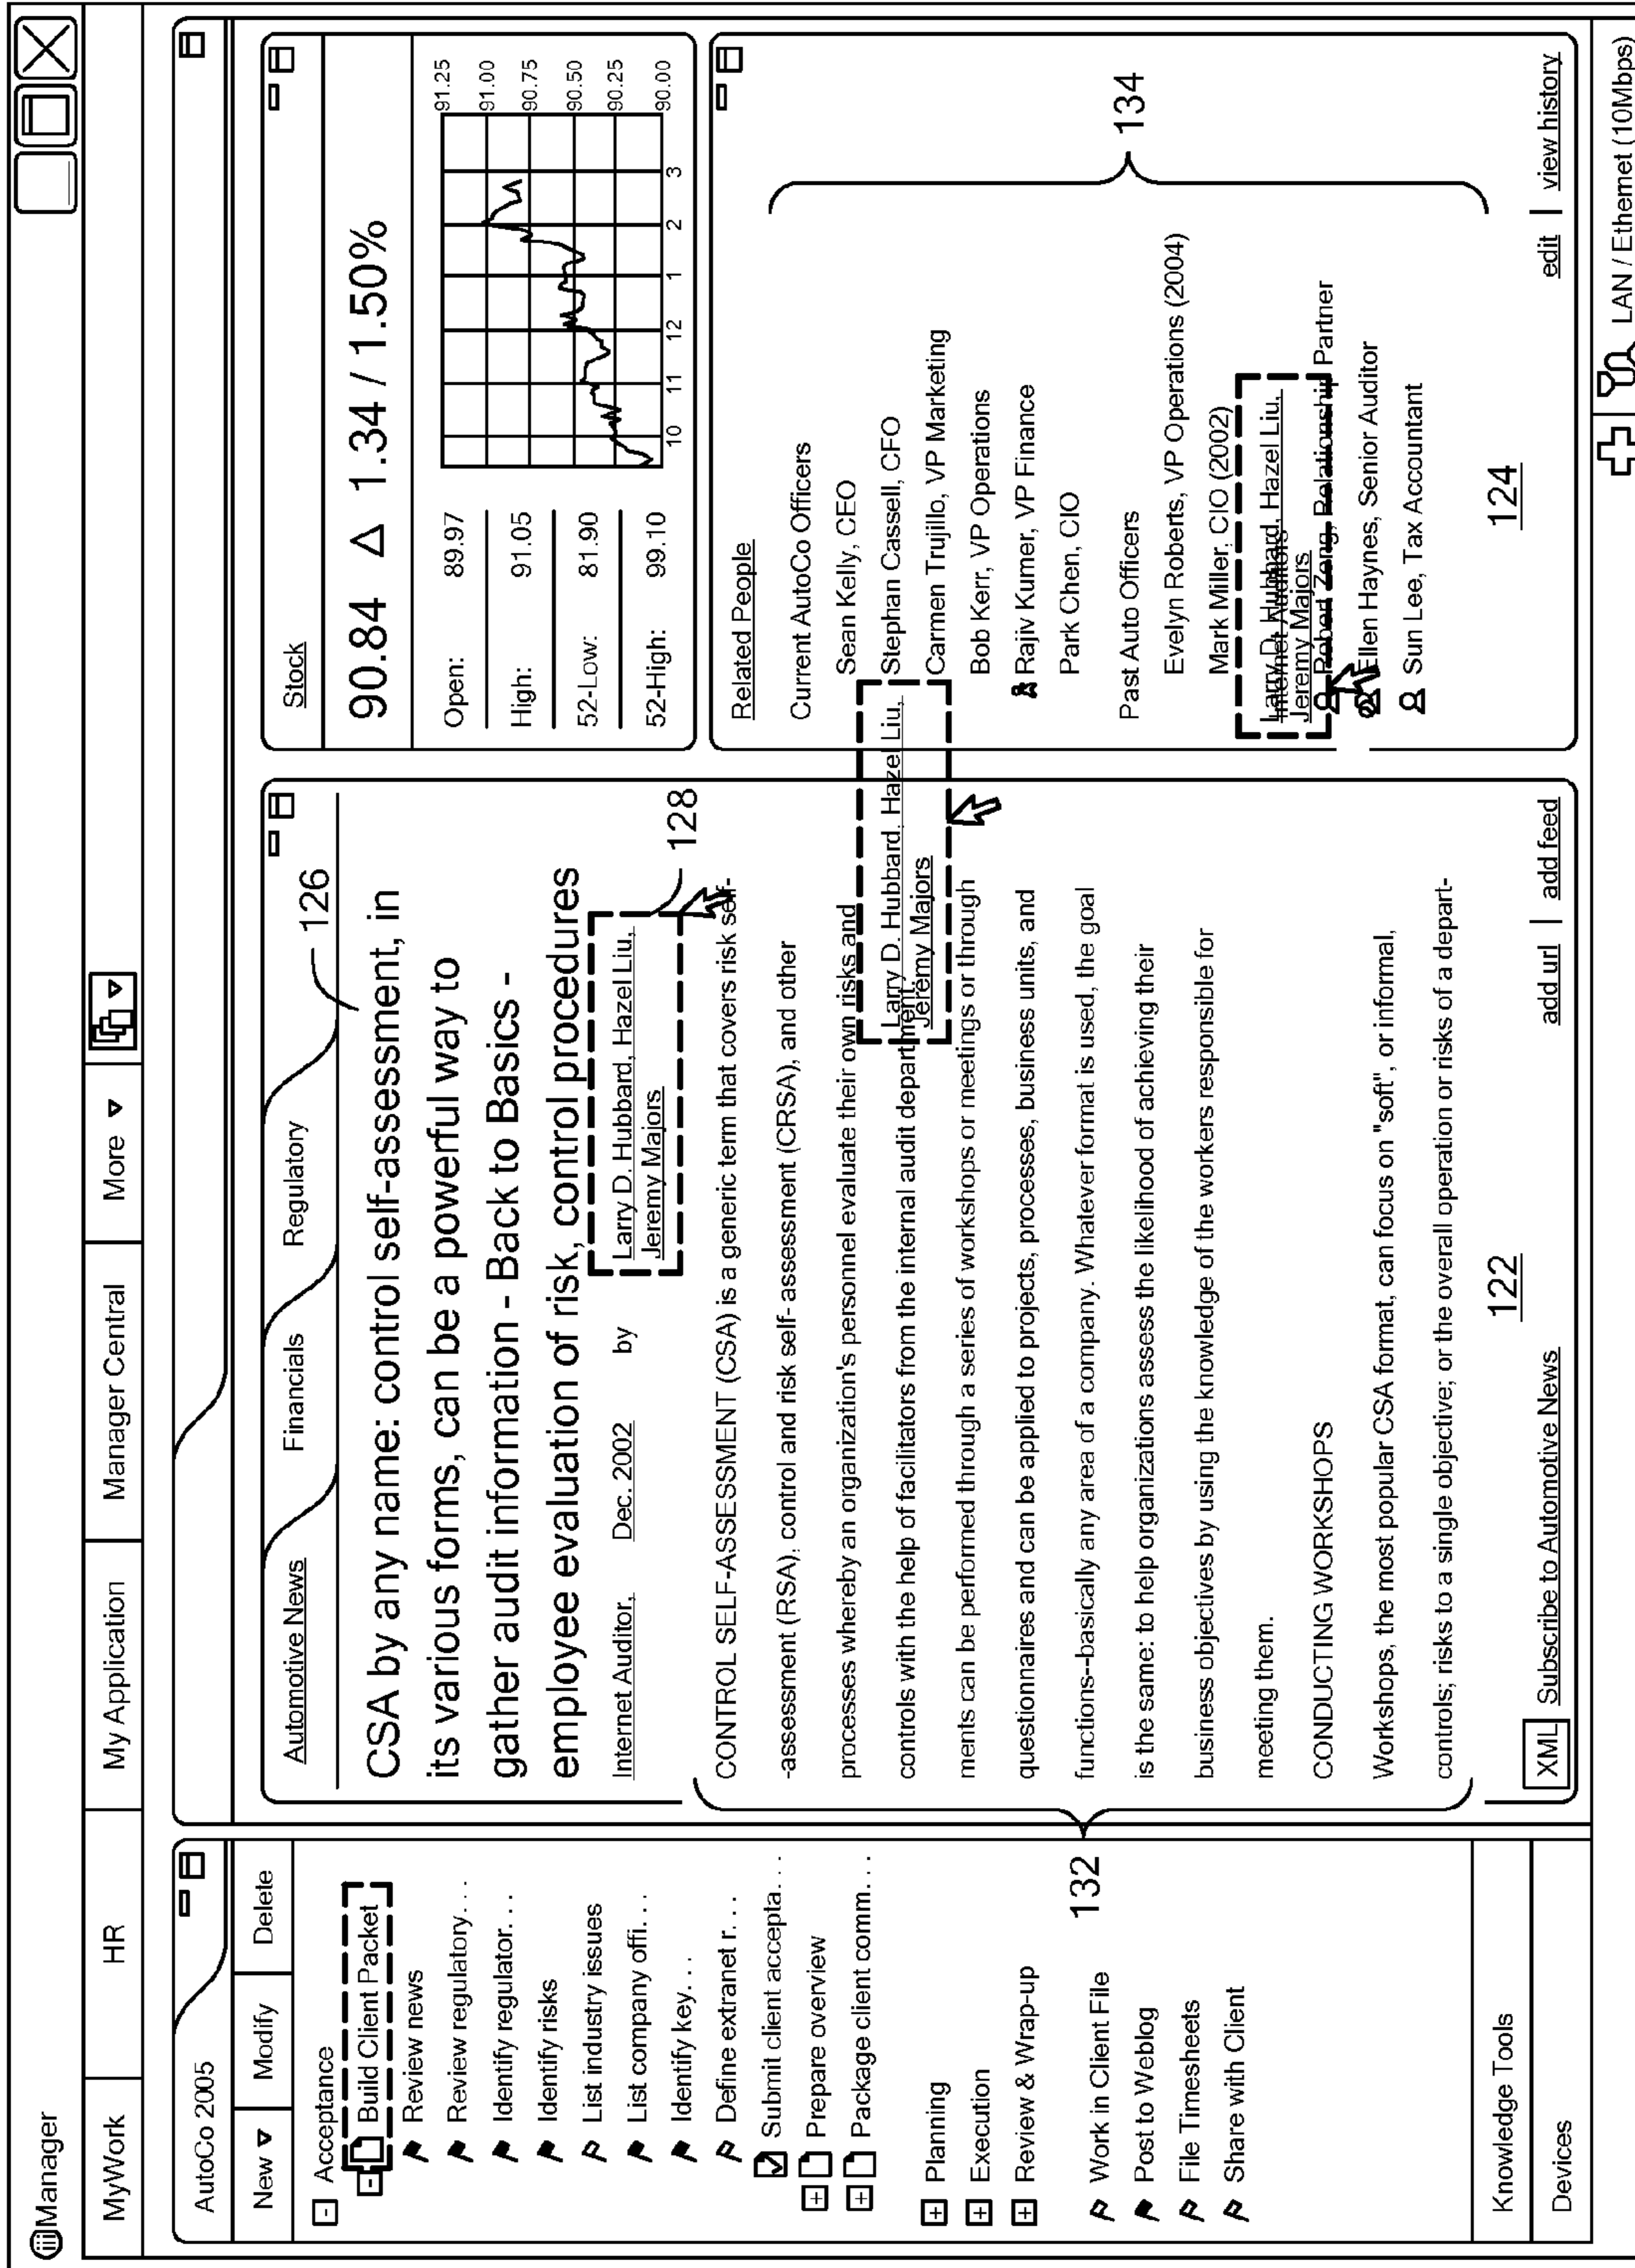 iiiManager
MyWork
HR
My Application
Manager Central
More
AutoCo 2005
New
Modify
Delete
Acceptance
Build Client Packet
Review news
Review regulatory. . .
Identify regulator. . .
Identify risks
List industry issues
List company offi. . .
Identify key. . .
Define extranet r. . .
Submit client accepta. . .
Prepare overview
Package client comm. . .
Planning
Execution
Review & Wrap-up
Work in Client File
Post to Weblog
File Timesheets
Share with Client
Knowledge Tools
Devices
132
Automotive News
Financials
Regulatory
126
CSA by any name: control self-assessment, in
its various forms, can be a powerful way to
gather audit information - Back to Basics -
employee evaluation of risk, control procedures
Internet Auditor,
Dec. 2002
by
Larry D. Hubbard, Hazel Liu,
Jeremy Majors
128
CONTROL SELF-ASSESSMENT (CSA) is a generic term that covers risk self-
-assessment (RSA), control and risk self- assessment (CRSA), and other
processes whereby an organization's personnel evaluate their own risks and
controls with the help of facilitators from the internal audit department.
Larry D. Hubbard, Hazel Liu,
Jeremy Majors
ments can be performed through a series of workshops or meetings or through
questionnaires and can be applied to projects, processes, business units, and
functions--basically any area of a company. Whatever format is used, the goal
is the same: to help organizations assess the likelihood of achieving their
business objectives by using the knowledge of the workers responsible for
meeting them.
CONDUCTING WORKSHOPS
Workshops, the most popular CSA format, can focus on "soft", or informal,
controls; risks to a single objective; or the overall operation or risks of a depart-
122
XML
Subscribe to Automotive News
add url | add feed
Stock
90.84 Δ 1.34 / 1.50%
Open: 89.97
High: 91.05
52-Low: 81.90
52-High: 99.10
91.25
91.00
90.75
90.50
90.25
90.00
10 11 12 1 2 3
Related People
Current AutoCo Officers
Sean Kelly, CEO
Stephan Cassell, CFO
Carmen Trujillo, VP Marketing
Bob Kerr, VP Operations
Rajiv Kumer, VP Finance
Park Chen, CIO
Past Auto Officers
Evelyn Roberts, VP Operations (2004)
Mark Miller, CIO (2002)
Larry D. Hubbard, Hazel Liu,
Internet Auditors
Jeremy Majors
Robert Zeng, Relationship Partner
Ellen Haynes, Senior Auditor
Sun Lee, Tax Accountant
134
124
edit | view history
LAN / Ethernet (10Mbps)